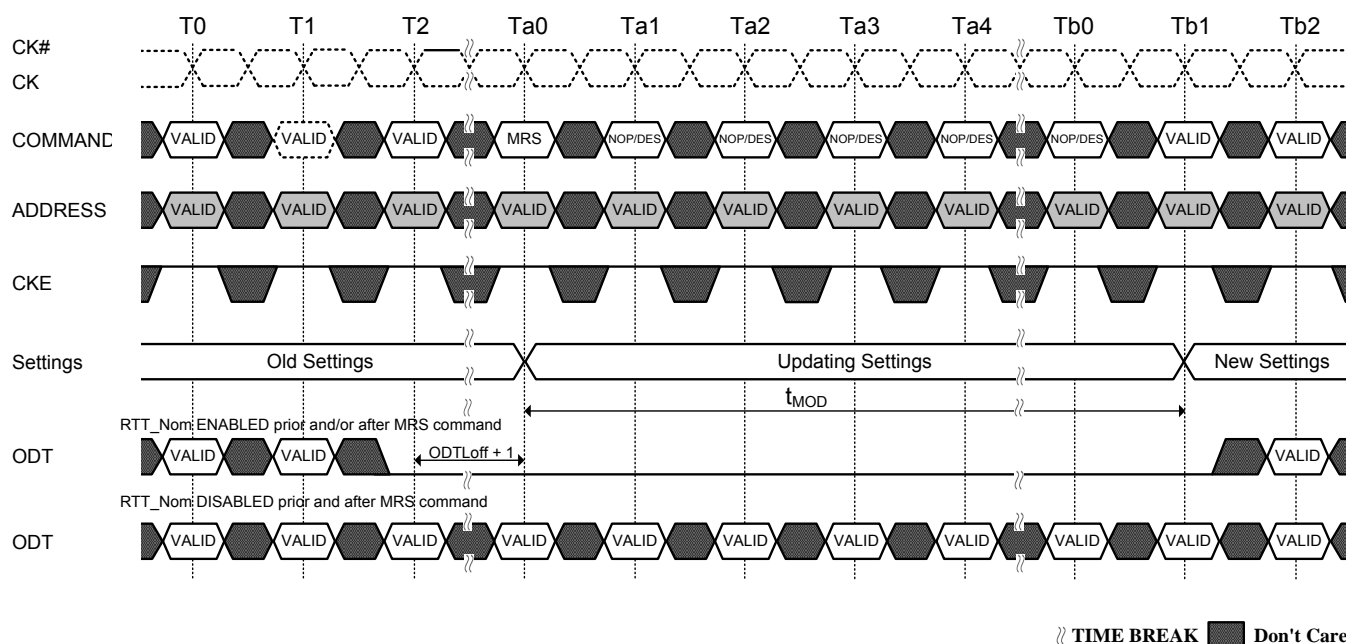 T0 T1 T2 Ta0 Ta1 Ta2 Ta3 Ta4 Tb0 Tb1 Tb2
CK#
CK
COMMAND VALID VALID VALID MRS NOP/DES NOP/DES NOP/DES NOP/DES NOP/DES VALID VALID
ADDRESS VALID VALID VALID VALID VALID VALID VALID VALID VALID VALID VALID
CKE
Settings Old Settings Updating Settings New Settings
tMOD
RTT_Nom ENABLED prior and/or after MRS command
ODT VALID VALID ODTLoff + 1 VALID
RTT_Nom DISABLED prior and after MRS command
ODT VALID VALID VALID VALID VALID VALID VALID VALID VALID VALID VALID
TIME BREAK Don't Care